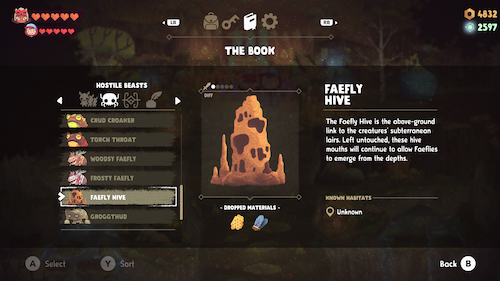 4832
2597
LB
RB
THE BOOK
HOSTILE BEASTS
CRUD CROAKER
TORCH THROAT
WOODSY FAEFLY
FROSTY FAEFLY
FAEFLY HIVE
GROGGTHUD
DIFF
- DROPPED MATERIALS -
FAEFLY
HIVE
The Faefly Hive is the above-ground
link to the creatures' subterranean
lairs. Left untouched, these hive
mouths will continue to allow Faeflies
to emerge from the depths.
KNOWN HABITATS
Unknown
A Select
Y Sort
Back B